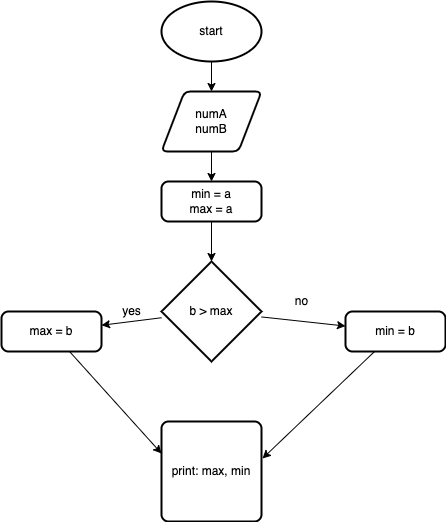 start
numA
numB
min = a
max = a
b > max
yes
no
max = b
min = b
print: max, min